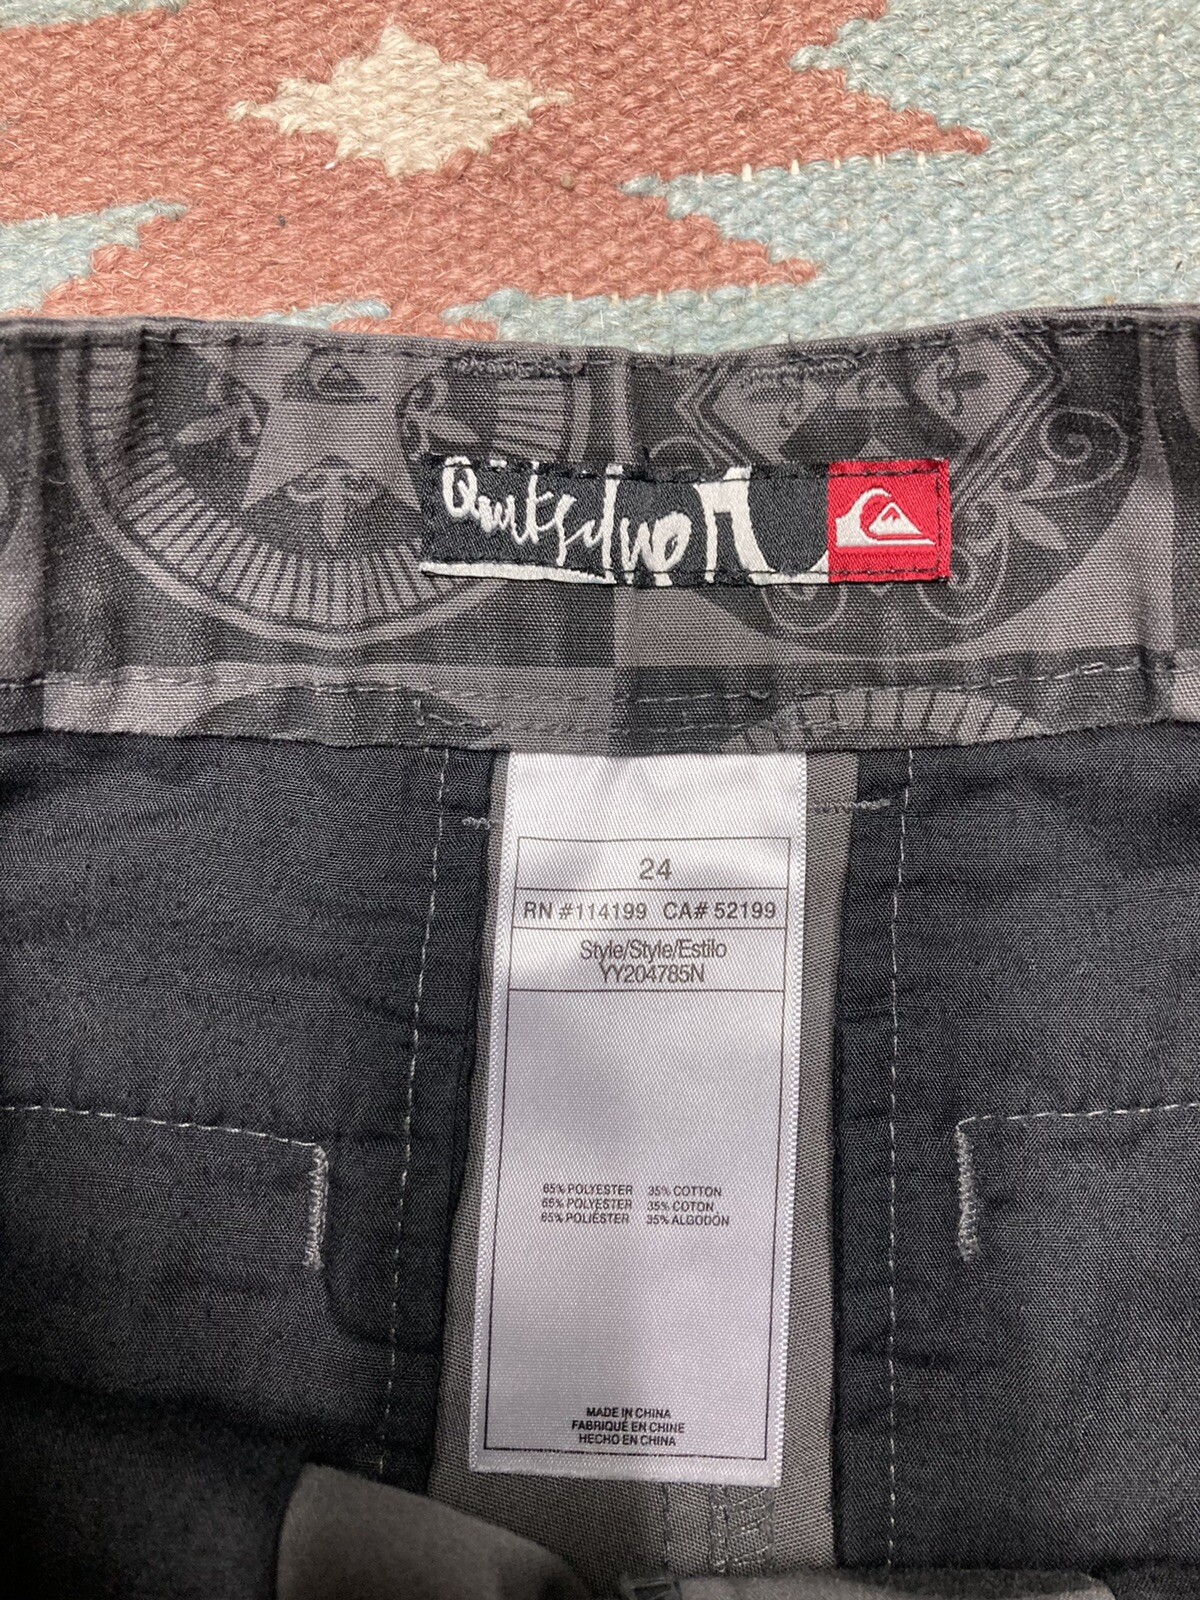 Quiksilver
24
RN #114199 CA# 52199
Style/Style/Estilo
YY204785N
65% POLYESTER 35% COTTON
65% POLYESTER 35% COTON
65% POLIÉSTER 35% ALGODÓN
MADE IN CHINA
FABRIQUÉ EN CHINE
HECHO EN CHINA